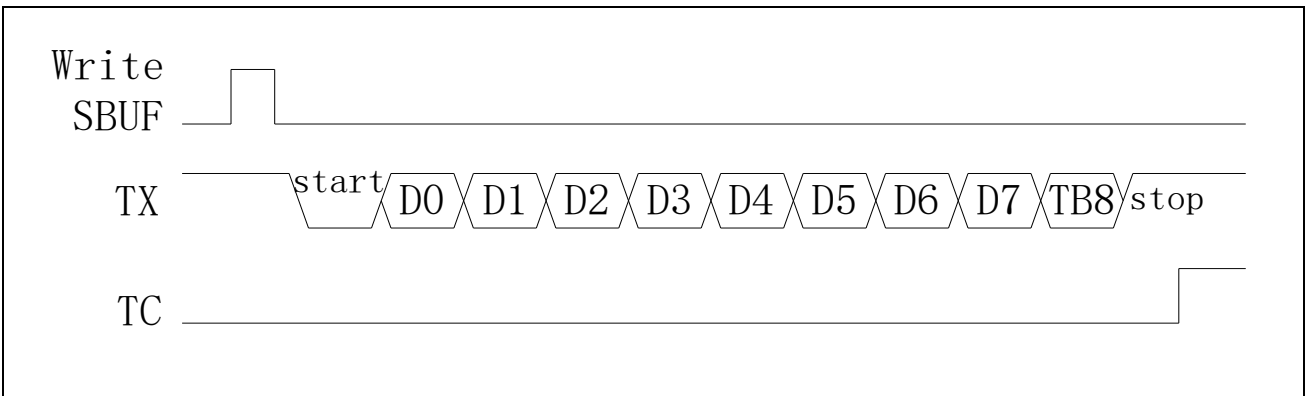 Write
SBUF
TX start D0 D1 D2 D3 D4 D5 D6 D7 TB8 stop
TC